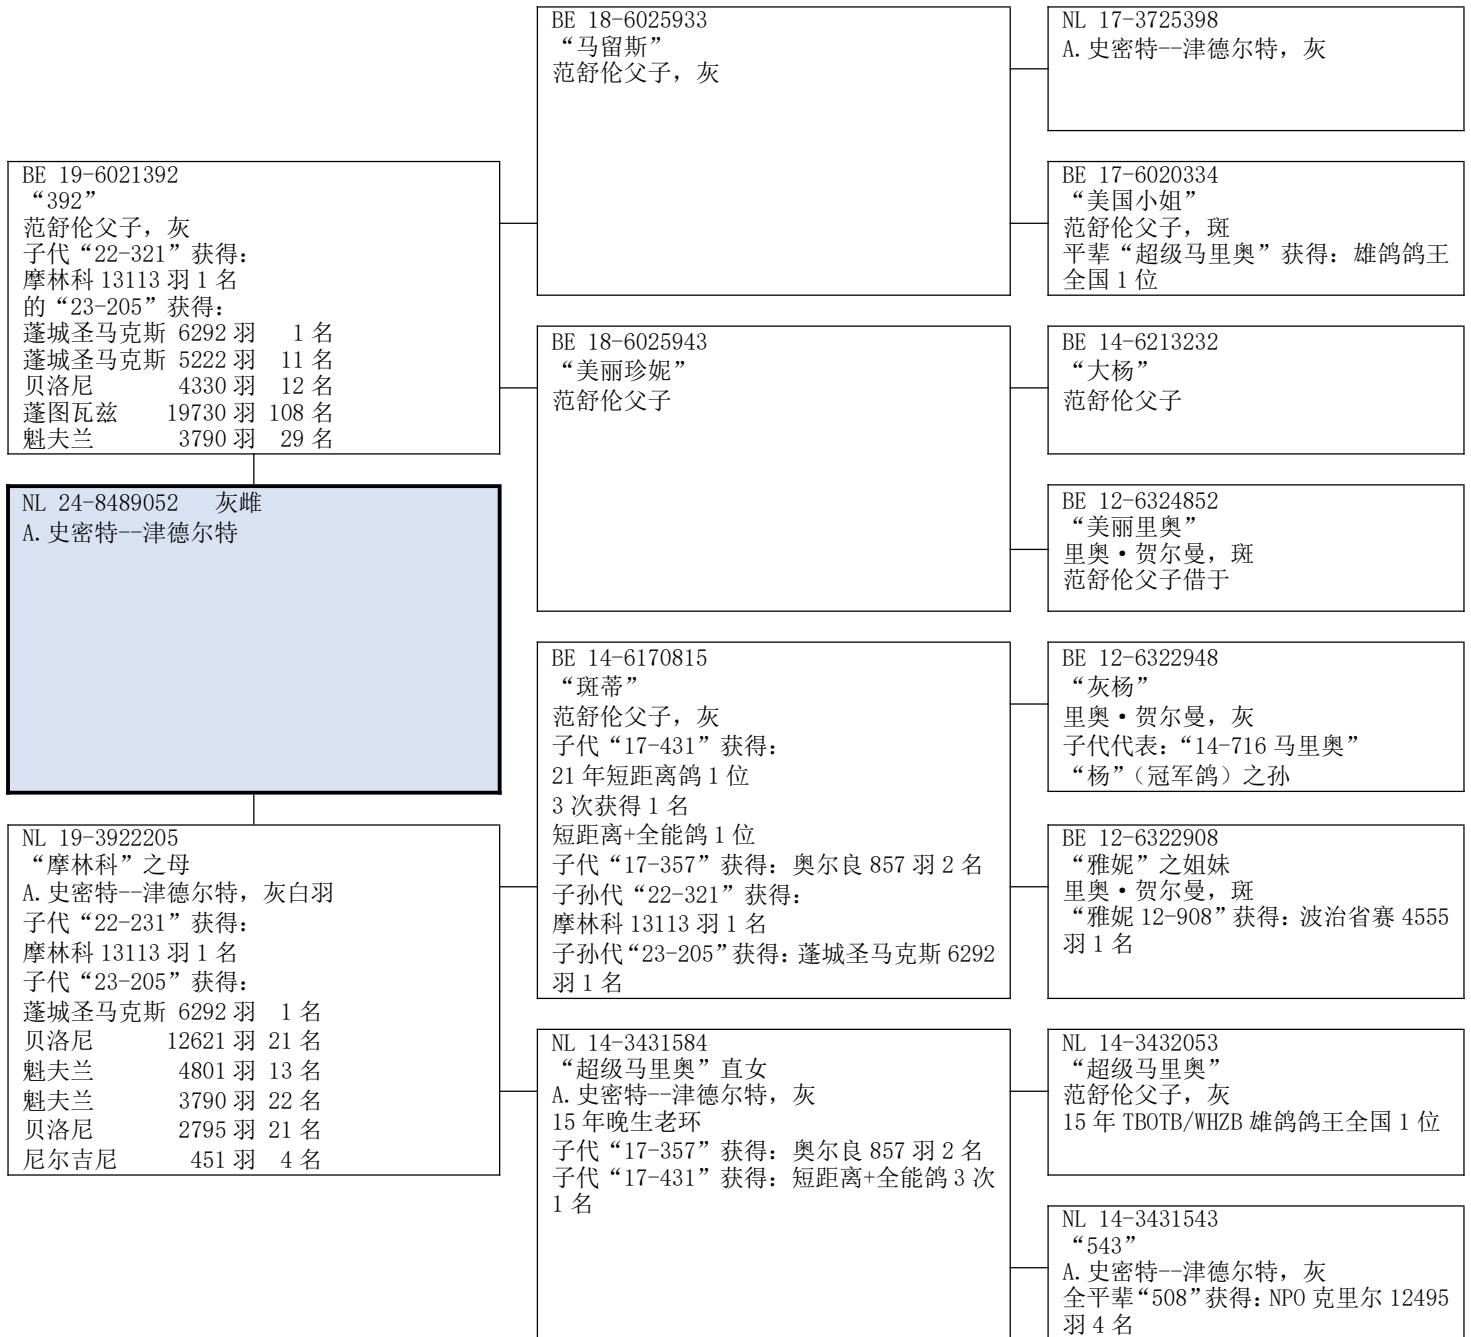 BE 18-6025933
“马留斯”
范舒伦父子，灰
NL 17-3725398
A.史密特--津德尔特，灰
BE 19-6021392
“392”
范舒伦父子，灰
子代“22-321”获得：
摩林科 13113 羽 1 名
的“23-205”获得：
蓬城圣马克斯 6292 羽 1 名
蓬城圣马克斯 5222 羽 11 名
贝洛尼 4330 羽 12 名
蓬图瓦兹 19730 羽 108 名
魁夫兰 3790 羽 29 名
BE 17-6020334
“美国小姐”
范舒伦父子，斑
平辈“超级马里奥”获得：雄鸽鸽王
全国 1 位
BE 18-6025943
“美丽珍妮”
范舒伦父子
BE 14-6213232
“大杨”
范舒伦父子
NL 24-8489052 灰雌
A.史密特--津德尔特
BE 12-6324852
“美丽里奥”
里奥·贺尔曼，斑
范舒伦父子借于
BE 14-6170815
“斑蒂”
范舒伦父子，灰
子代“17-431”获得：
21 年短距离鸽 1 位
3 次获得 1 名
短距离+全能鸽 1 位
子代“17-357”获得：奥尔良 857 羽 2 名
子孙代“22-321”获得：
摩林科 13113 羽 1 名
子孙代“23-205”获得：蓬城圣马克斯 6292
羽 1 名
BE 12-6322948
“灰杨”
里奥·贺尔曼，灰
子代代表：“14-716 马里奥”
“杨”（冠军鸽）之孙
NL 19-3922205
“摩林科”之母
A.史密特--津德尔特，灰白羽
子代“22-231”获得：
摩林科 13113 羽 1 名
子代“23-205”获得：
蓬城圣马克斯 6292 羽 1 名
贝洛尼 12621 羽 21 名
魁夫兰 4801 羽 13 名
魁夫兰 3790 羽 22 名
贝洛尼 2795 羽 21 名
尼尔吉尼 451 羽 4 名
BE 12-6322908
“雅妮”之姐妹
里奥·贺尔曼，斑
“雅妮 12-908”获得：波治省赛 4555
羽 1 名
NL 14-3431584
“超级马里奥”直女
A.史密特--津德尔特，灰
15 年晚生老环
子代“17-357”获得：奥尔良 857 羽 2 名
子代“17-431”获得：短距离+全能鸽 3 次
1 名
NL 14-3432053
“超级马里奥”
范舒伦父子，灰
15 年 TBOTB/WHZB 雄鸽鸽王全国 1 位
NL 14-3431543
“543”
A.史密特--津德尔特，灰
全平辈“508”获得：NPO 克里尔 12495
羽 4 名